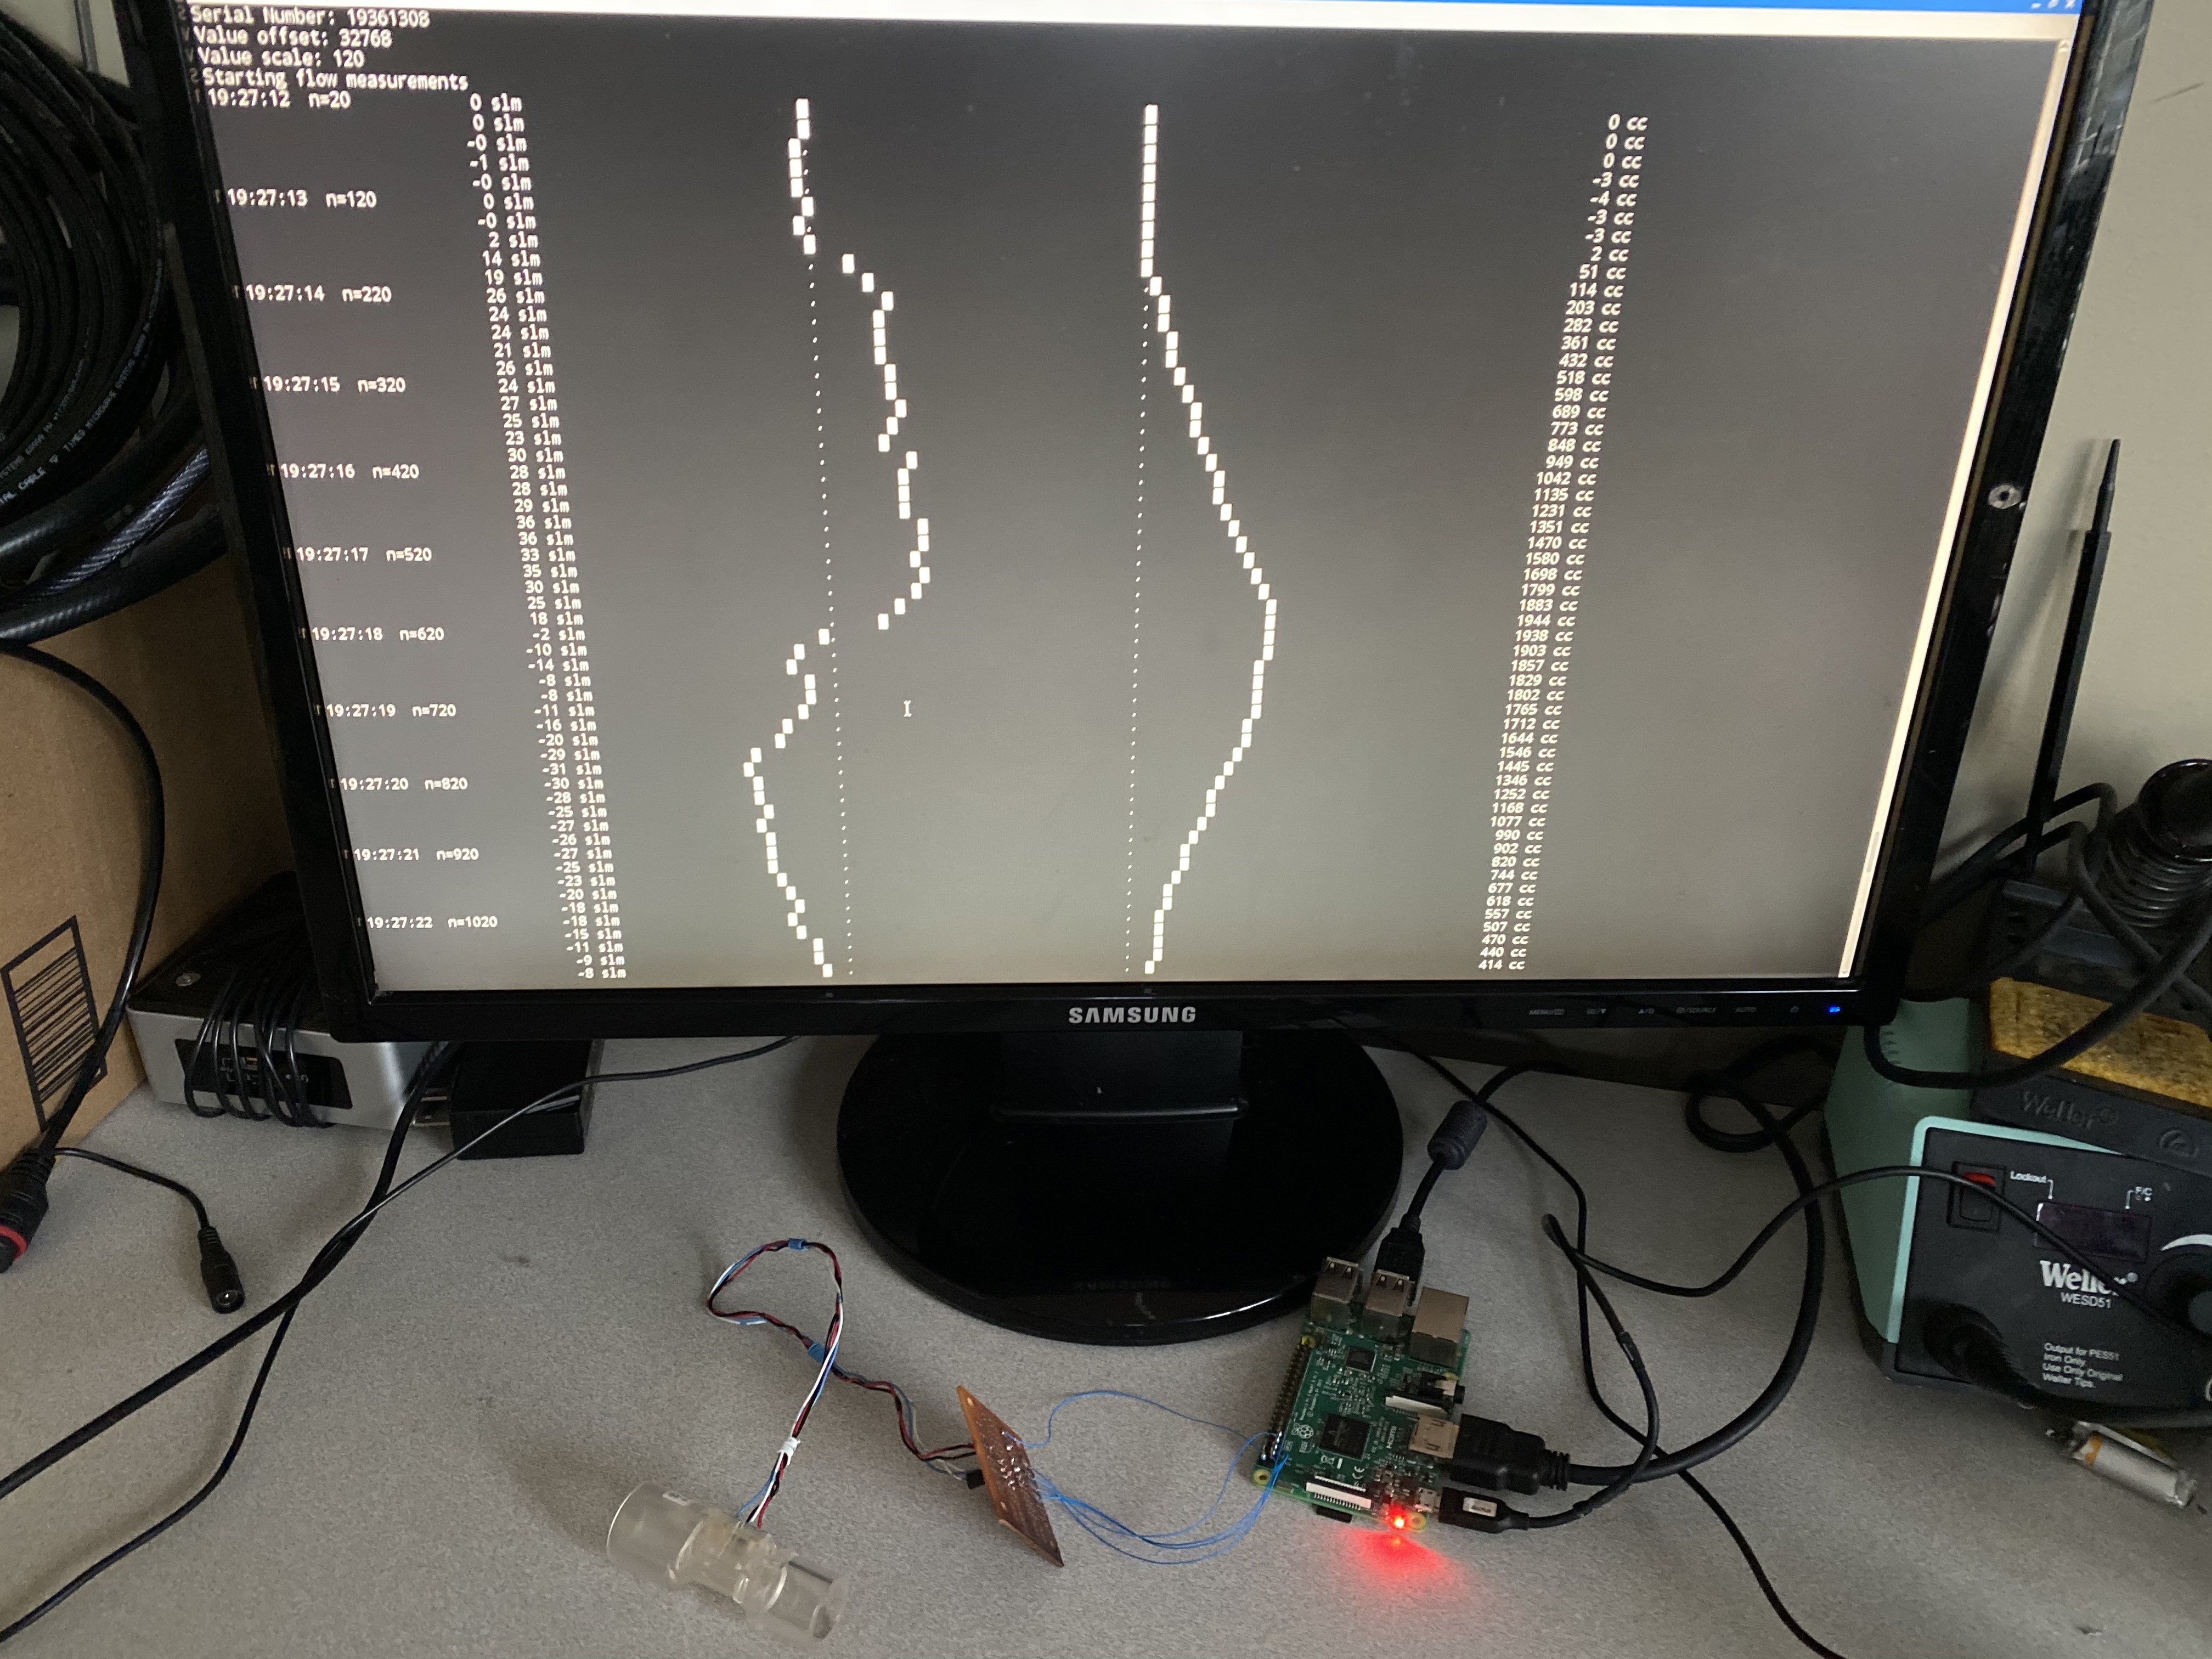 Serial Number: 19361308
Value offset: 32768
Value scale: 120
Starting flow measurements
19:27:12 n=20 0 slm 0 cc
0 slm 0 cc
-0 slm 0 cc
-1 slm -3 cc
-0 slm -4 cc
19:27:13 n=120 0 slm -3 cc
-0 slm -3 cc
2 slm 2 cc
14 slm 51 cc
19 slm 114 cc
19:27:14 n=220 26 slm 203 cc
24 slm 282 cc
24 slm 361 cc
21 slm 432 cc
26 slm 518 cc
19:27:15 n=320 24 slm 598 cc
27 slm 689 cc
25 slm 773 cc
23 slm 848 cc
30 slm 949 cc
19:27:16 n=420 28 slm 1042 cc
28 slm 1135 cc
29 slm 1231 cc
36 slm 1351 cc
36 slm 1470 cc
19:27:17 n=520 33 slm 1580 cc
35 slm 1698 cc
30 slm 1799 cc
25 slm 1883 cc
18 slm 1944 cc
19:27:18 n=620 -2 slm 1938 cc
-10 slm 1903 cc
-14 slm 1857 cc
-8 slm 1829 cc
-8 slm 1802 cc
19:27:19 n=720 -11 slm 1765 cc
-16 slm 1712 cc
-20 slm 1644 cc
-29 slm 1546 cc
-31 slm 1445 cc
19:27:20 n=820 -30 slm 1346 cc
-28 slm 1252 cc
-25 slm 1168 cc
-27 slm 1077 cc
-26 slm 990 cc
19:27:21 n=920 -27 slm 902 cc
-25 slm 820 cc
-23 slm 744 cc
-20 slm 677 cc
-18 slm 618 cc
19:27:22 n=1020 -18 slm 557 cc
-15 slm 507 cc
-11 slm 470 cc
-9 slm 440 cc
-8 slm 414 cc
SAMSUNG
AUTO
Weller®
Lockout
F/C
Weller®
WESD51
Output for PES51
Iron Only
Use Only Original
Weller Tips.